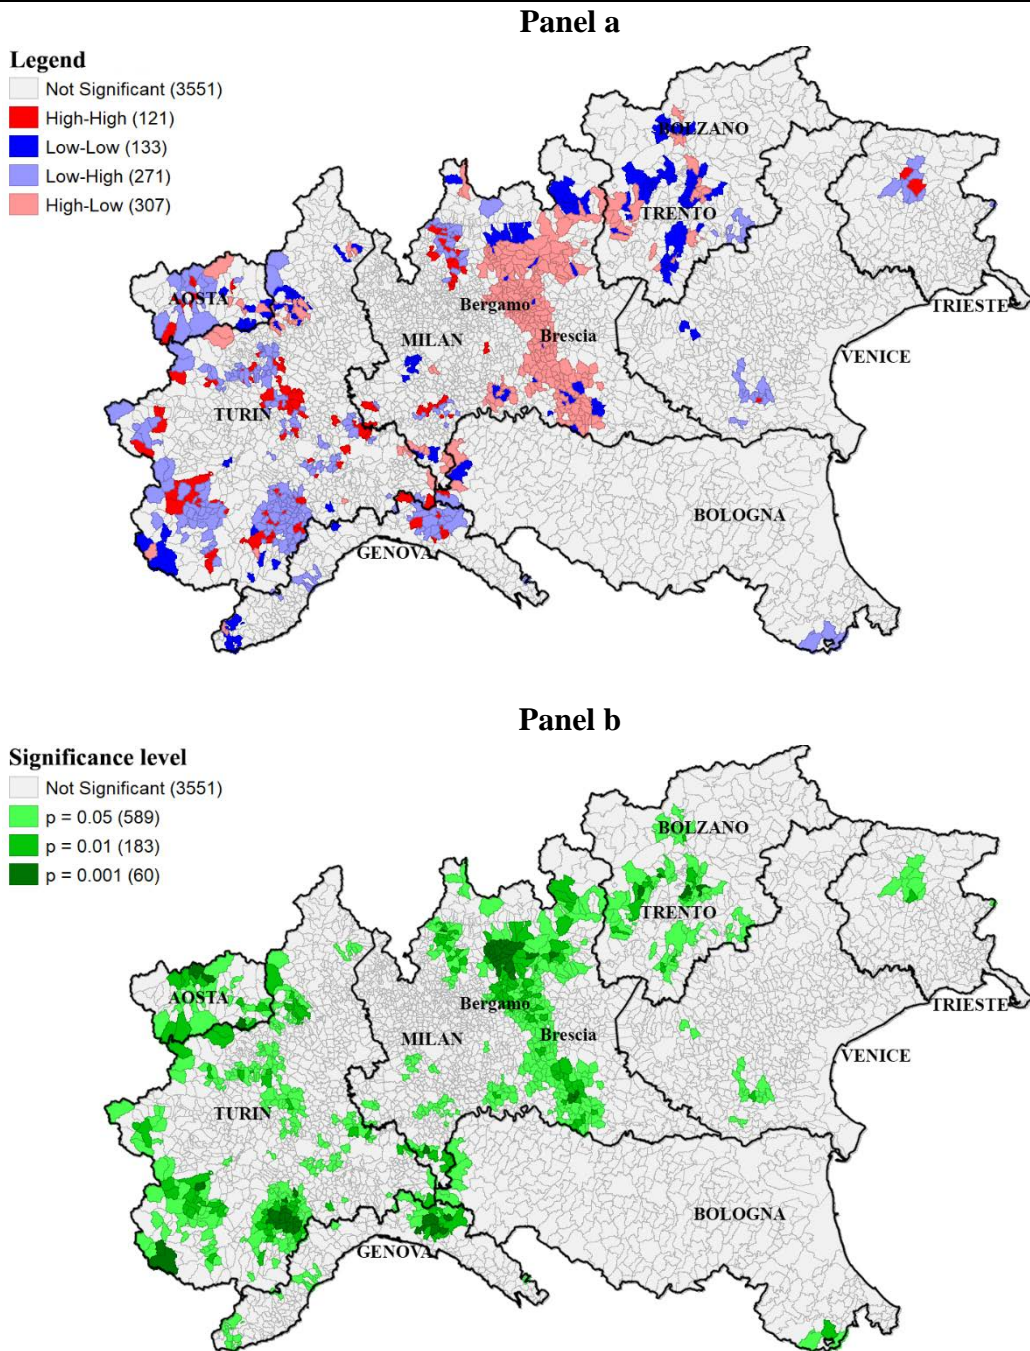 Panel a
Legend
Not Significant (3551)
High-High (121)
Low-Low (133)
Low-High (271)
High-Low (307)
BOLZANO
TRENTO
AOSTA
Bergamo
TRIESTE
Brescia
MILAN
VENICE
TURIN
BOLOGNA
GENOVA
Panel b
Significance level
Not Significant (3551)
p = 0.05 (589)
p = 0.01 (183)
p = 0.001 (60)
BOLZANO
TRENTO
AOSTA
Bergamo
TRIESTE
Brescia
MILAN
VENICE
TURIN
BOLOGNA
GENOVA